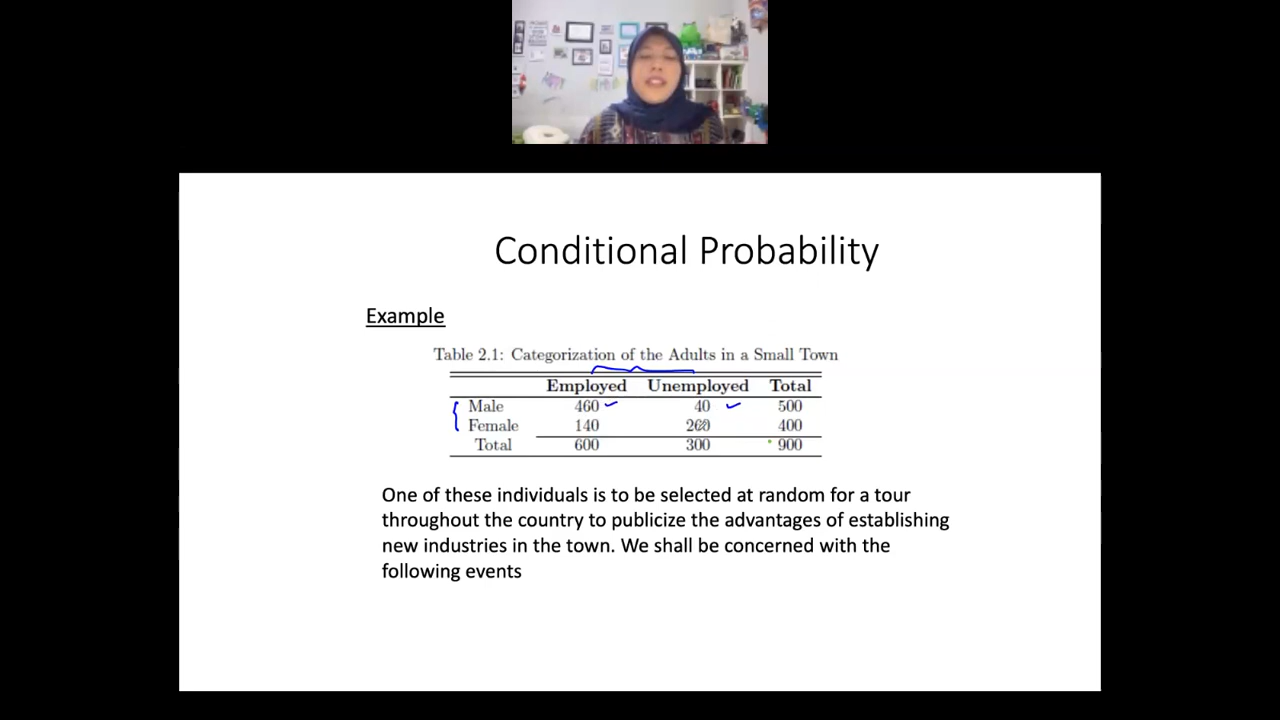 Conditional Probability
Example
Table 2.1: Categorization of the Adults in a Small Town
Employed Unemployed Total
Male 460 40 500
Female 140 260 400
Total 600 300 900
One of these individuals is to be selected at random for a tour
throughout the country to publicize the advantages of establishing
new industries in the town. We shall be concerned with the
following events